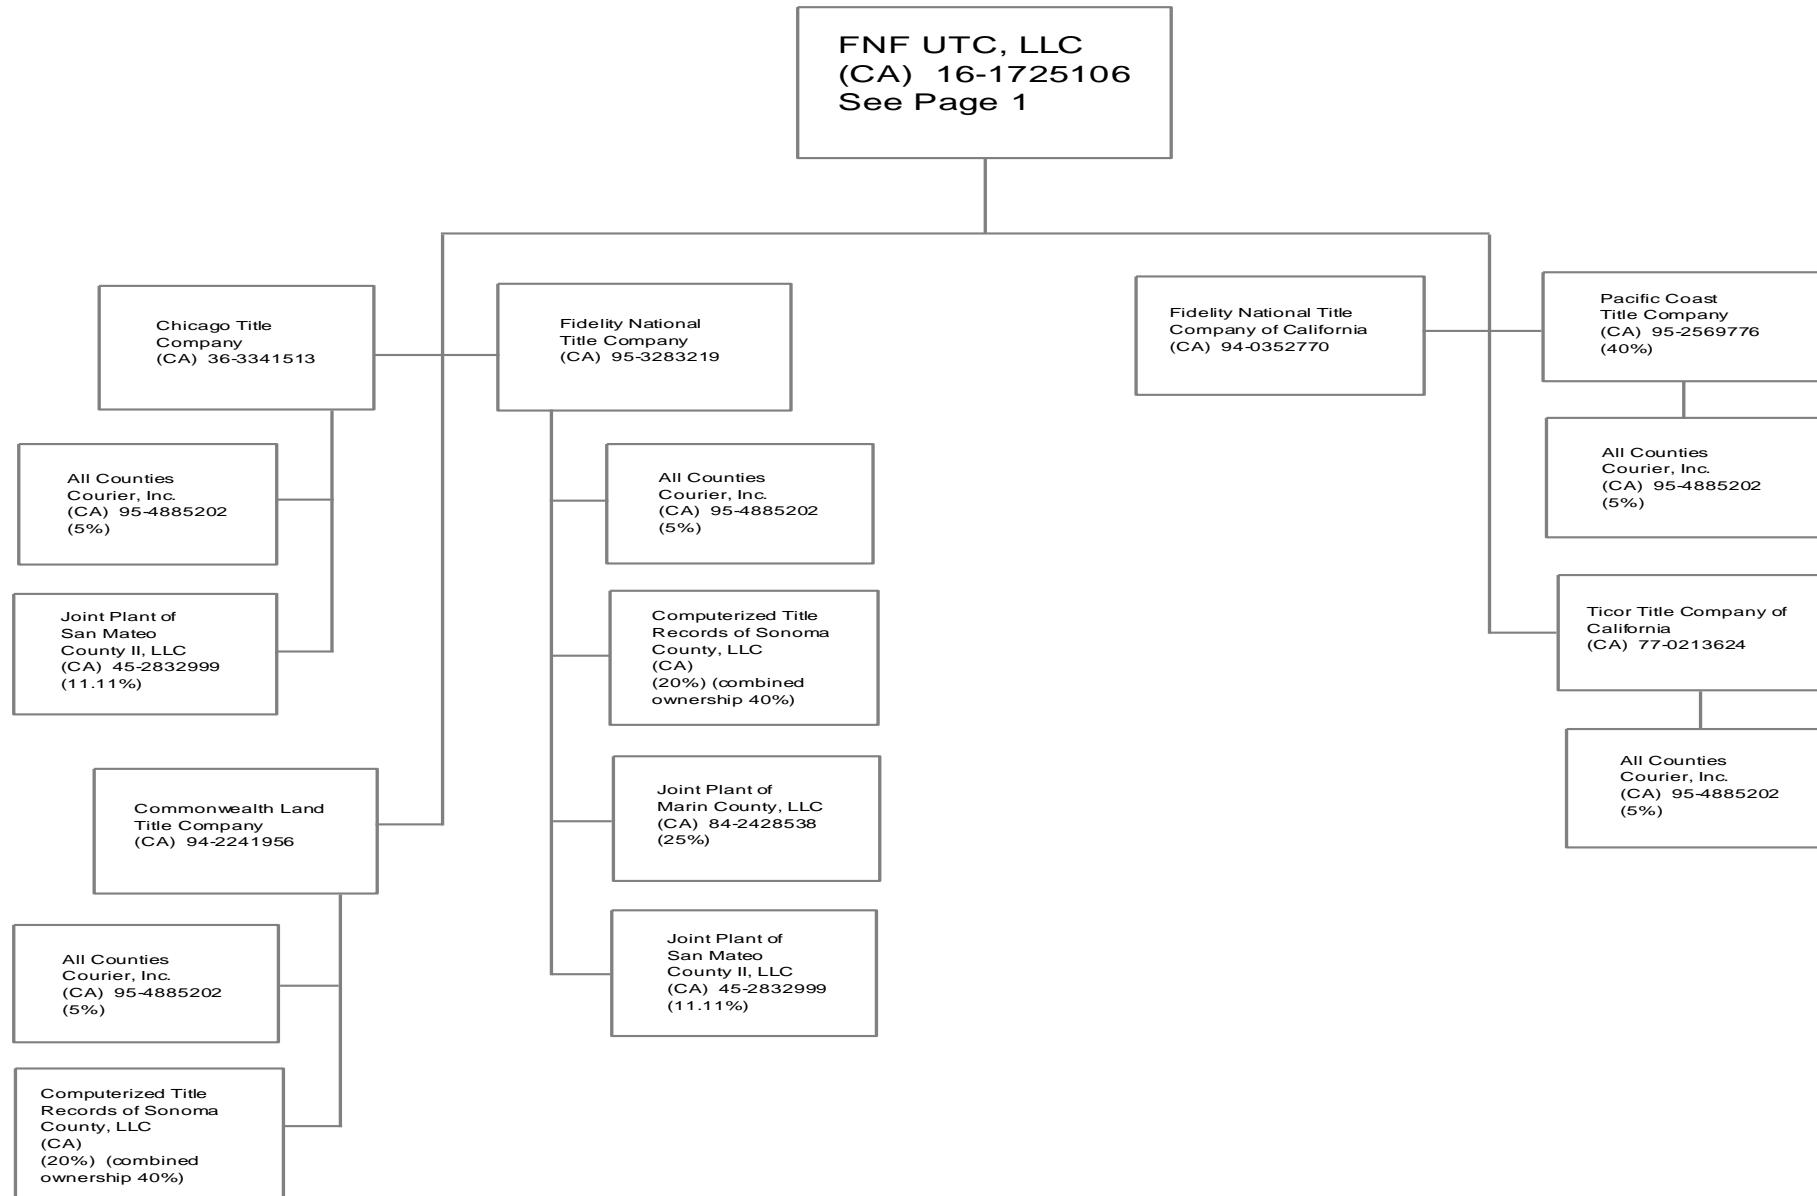 FNF UTC, LLC
(CA) 16-1725106
See Page 1
Chicago Title
Company
(CA) 36-3341513
Fidelity National
Title Company
(CA) 95-3283219
Fidelity National Title
Company of California
(CA) 94-0352770
Pacific Coast
Title Company
(CA) 95-2569776
(40%)
All Counties
Courier, Inc.
(CA) 95-4885202
(5%)
All Counties
Courier, Inc.
(CA) 95-4885202
(5%)
All Counties
Courier, Inc.
(CA) 95-4885202
(5%)
Joint Plant of
San Mateo
County II, LLC
(CA) 45-2832999
(11.11%)
Computerized Title
Records of Sonoma
County, LLC
(CA)
(20%) (combined
ownership 40%)
Ticor Title Company of
California
(CA) 77-0213624
Commonwealth Land
Title Company
(CA) 94-2241956
Joint Plant of
Marin County, LLC
(CA) 84-2428538
(25%)
All Counties
Courier, Inc.
(CA) 95-4885202
(5%)
All Counties
Courier, Inc.
(CA) 95-4885202
(5%)
Joint Plant of
San Mateo
County II, LLC
(CA) 45-2832999
(11.11%)
Computerized Title
Records of Sonoma
County, LLC
(CA)
(20%) (combined
ownership 40%)